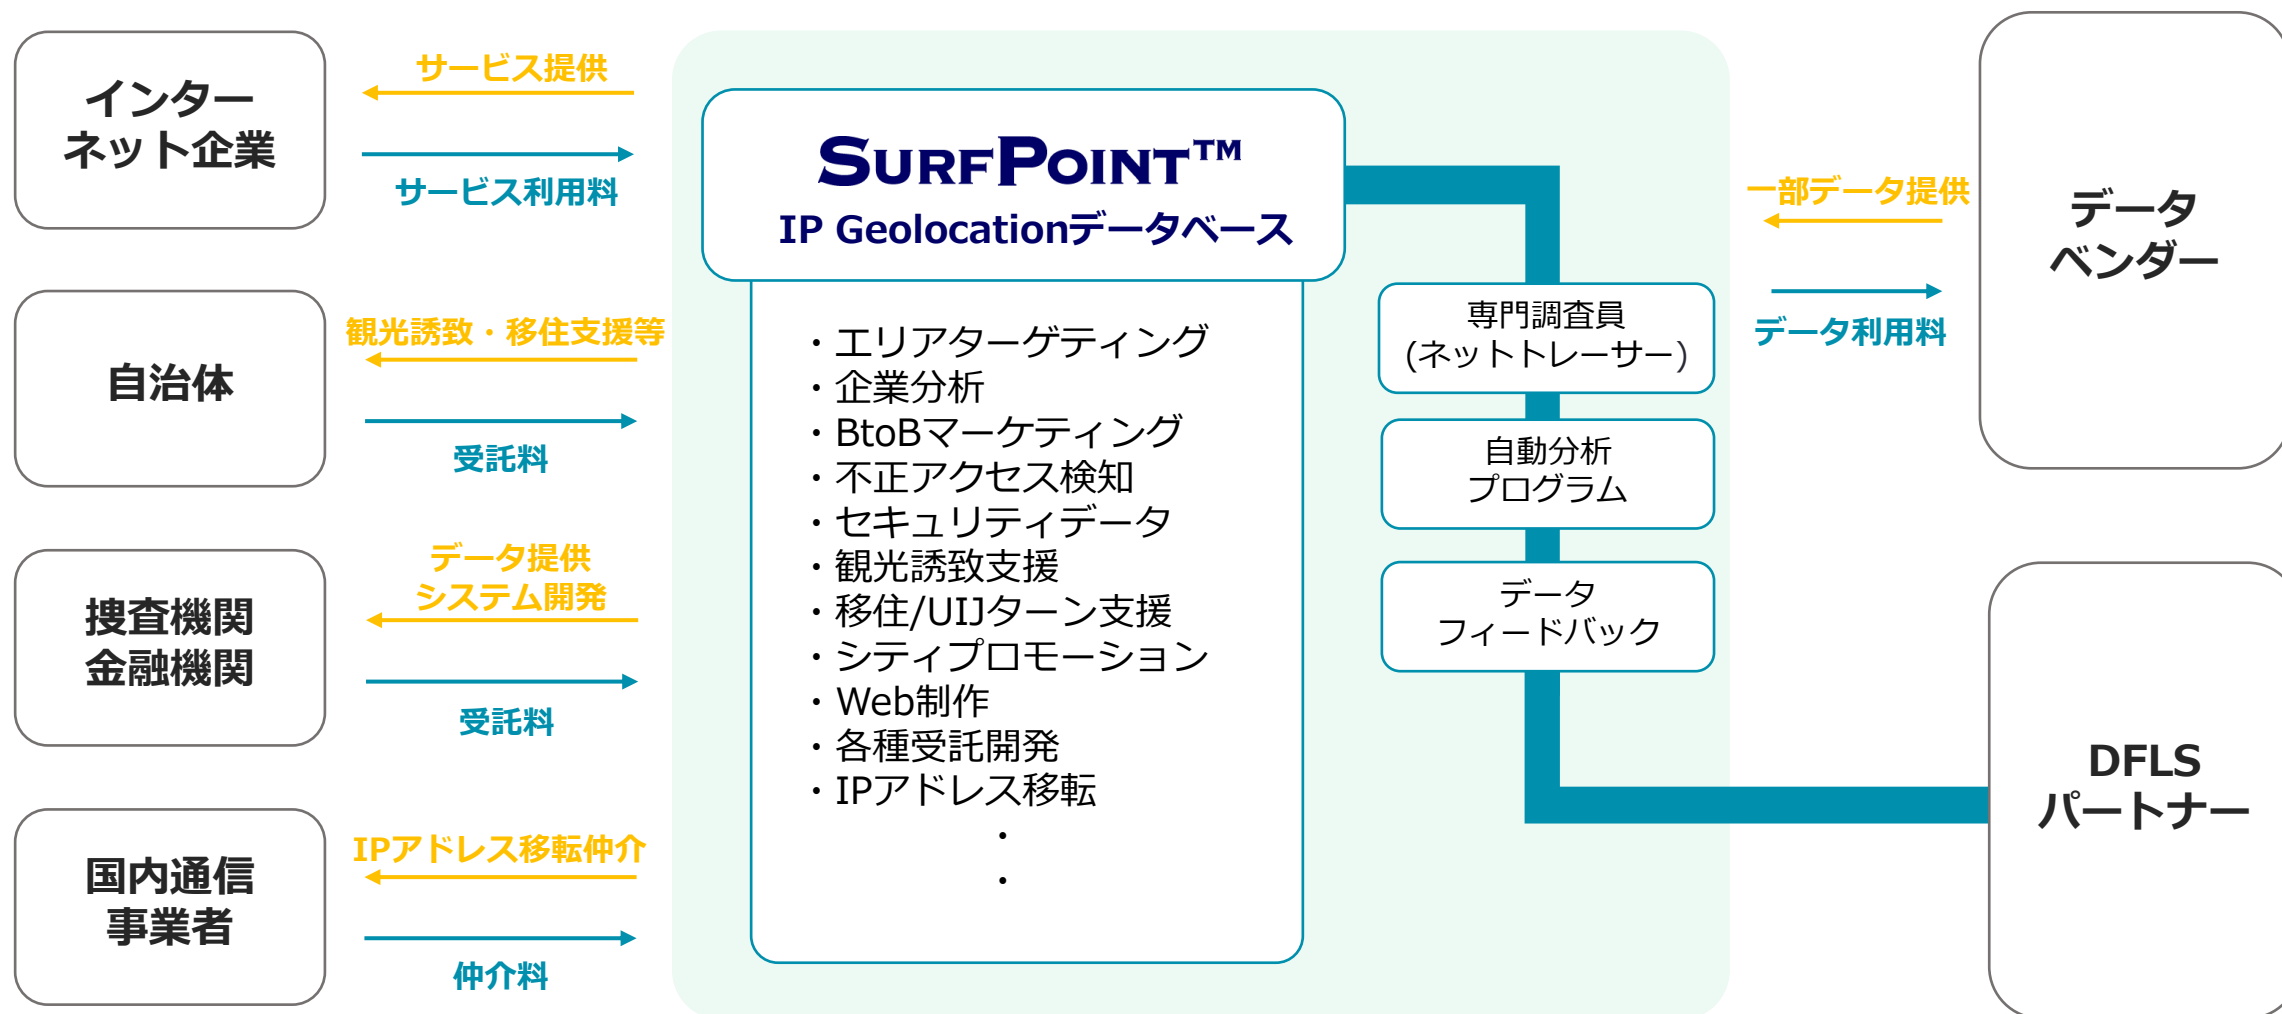 インター
ネット企業
サービス提供
サービス利用料
自治体
観光誘致・移住支援等
受託料
捜査機関
金融機関
データ提供
システム開発
受託料
国内通信
事業者
IPアドレス移転仲介
仲介料
SURFPOINT™
IP Geolocationデータベース
・エリアターゲティング
・企業分析
・BtoBマーケティング
・不正アクセス検知
・セキュリティデータ
・観光誘致支援
・移住/UIJターン支援
・シティプロモーション
・Web制作
・各種受託開発
・IPアドレス移転
・
・
専門調査員
(ネットトレーサー)
自動分析
プログラム
データ
フィードバック
一部データ提供
データ利用料
データ
ベンダー
DFLS
パートナー